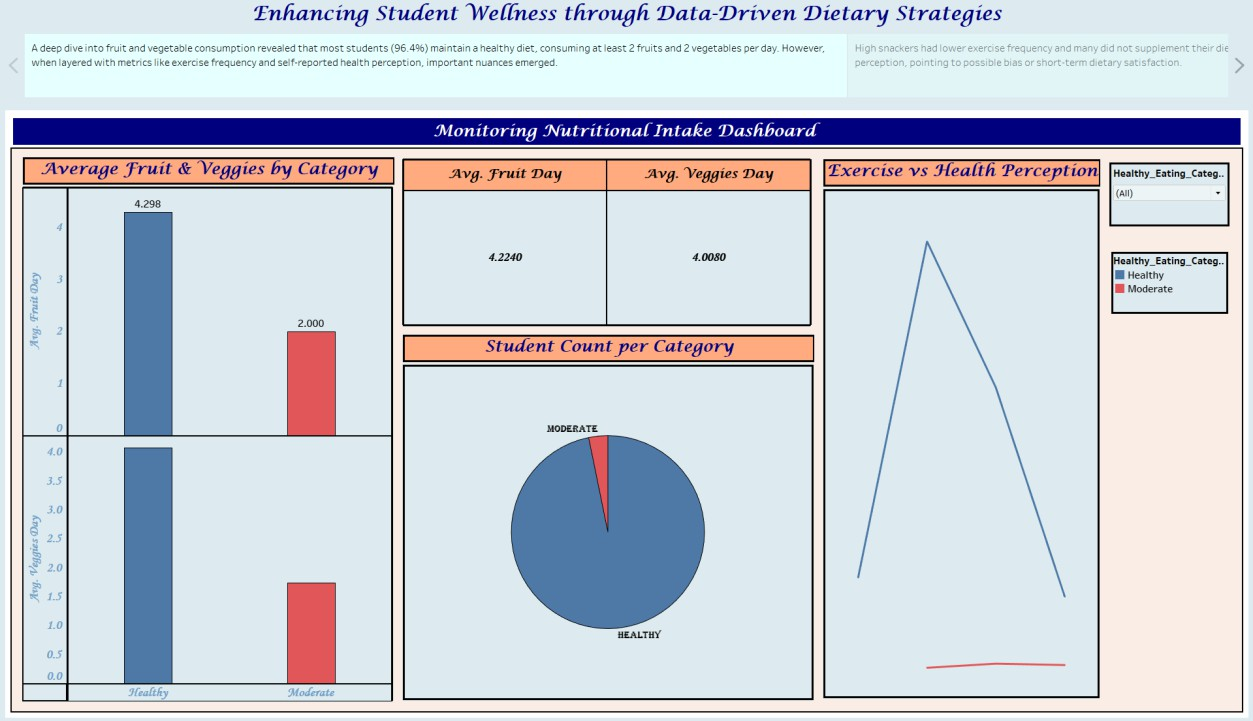 Enhancing Student Wellness through Data-Driven Dietary Strategies
A deep dive into fruit and vegetable consumption revealed that most students (96.4%) maintain a healthy diet, consuming at least 2 fruits and 2 vegetables per day. However,
when layered with metrics like exercise frequency and self-reported health perception, important nuances emerged.
High snackers had lower exercise frequency and many did not supplement their die
perception, pointing to possible bias or short-term dietary satisfaction.
Monitoring Nutritional Intake Dashboard
Average Fruit & Veggies by Category
Avg. Fruit Day
4
3
2
1
0
4.298
2.000
Avg. Veggies Day
4.0
3.5
3.0
2.5
2.0
1.5
1.0
0.5
0.0
Healthy
Moderate
Avg. Fruit Day
Avg. Veggies Day
4.2240
4.0080
Student Count per Category
MODERATE
HEALTHY
Exercise vs Health Perception
Healthy_Eating_Categ..
(All)
Healthy_Eating_Categ..
Healthy
Moderate